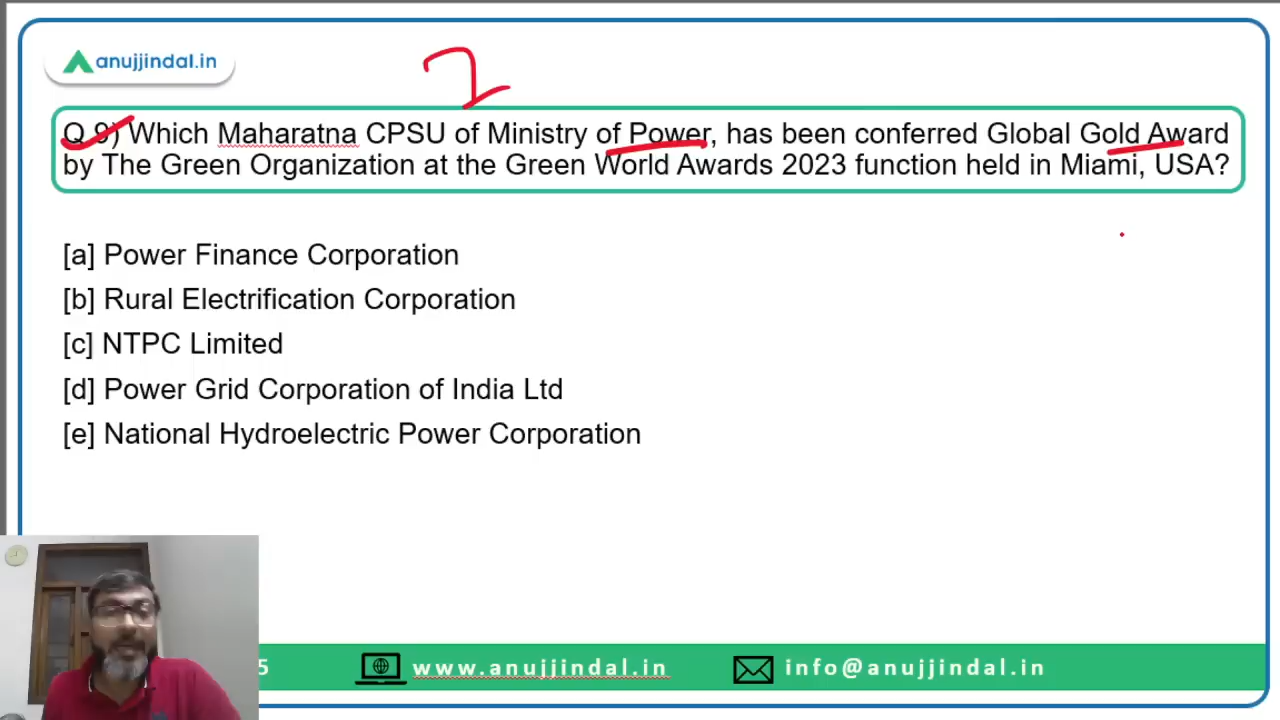 anujjindal.in
2
Q 9) Which Maharatna CPSU of Ministry of Power, has been conferred Global Gold Award
by The Green Organization at the Green World Awards 2023 function held in Miami, USA?
[a] Power Finance Corporation
[b] Rural Electrification Corporation
[c] NTPC Limited
[d] Power Grid Corporation of India Ltd
[e] National Hydroelectric Power Corporation
5 www.anujjindal.in info@anujjindal.in